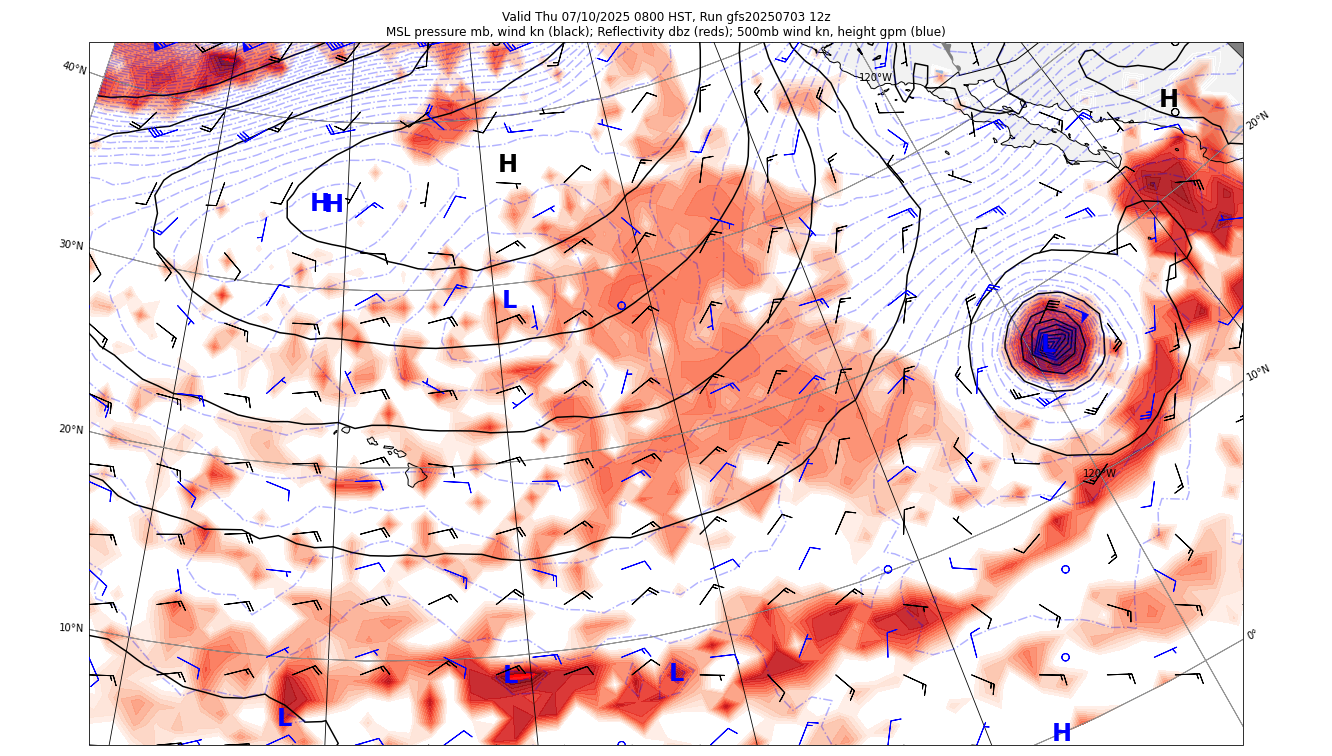 Valid Thu 07/10/2025 0800 HST, Run gfs20250703 12z
MSL pressure mb, wind kn (black); Reflectivity dbz (reds); 500mb wind kn, height gpm (blue)
40°N
120°W
H
20°N
H
HH
30°N
L
L
10°N
20°N
120°W
10°N
0°
L
L
L
H